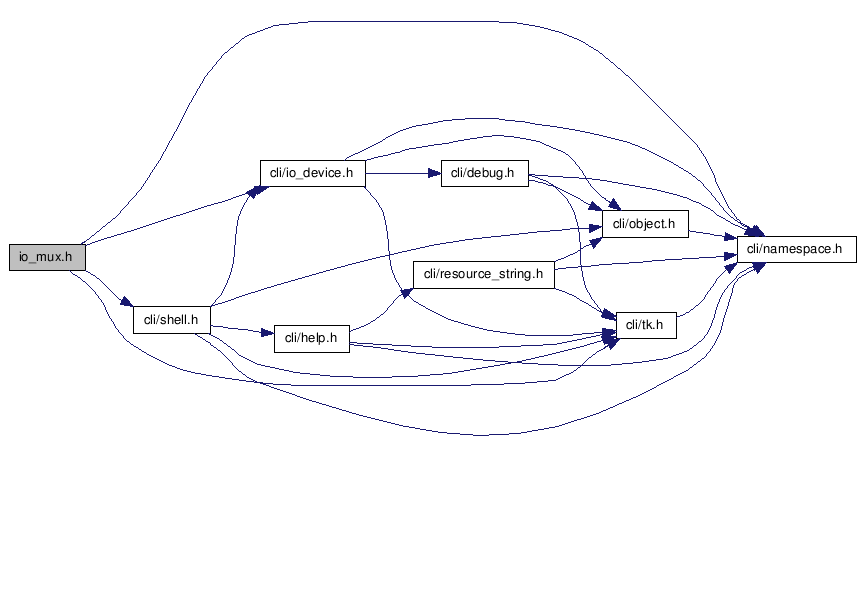 cli/io_device.h
cli/debug.h
cli/object.h
cli/namespace.h
io_mux.h
cli/resource_string.h
cli/shell.h
cli/tk.h
cli/help.h